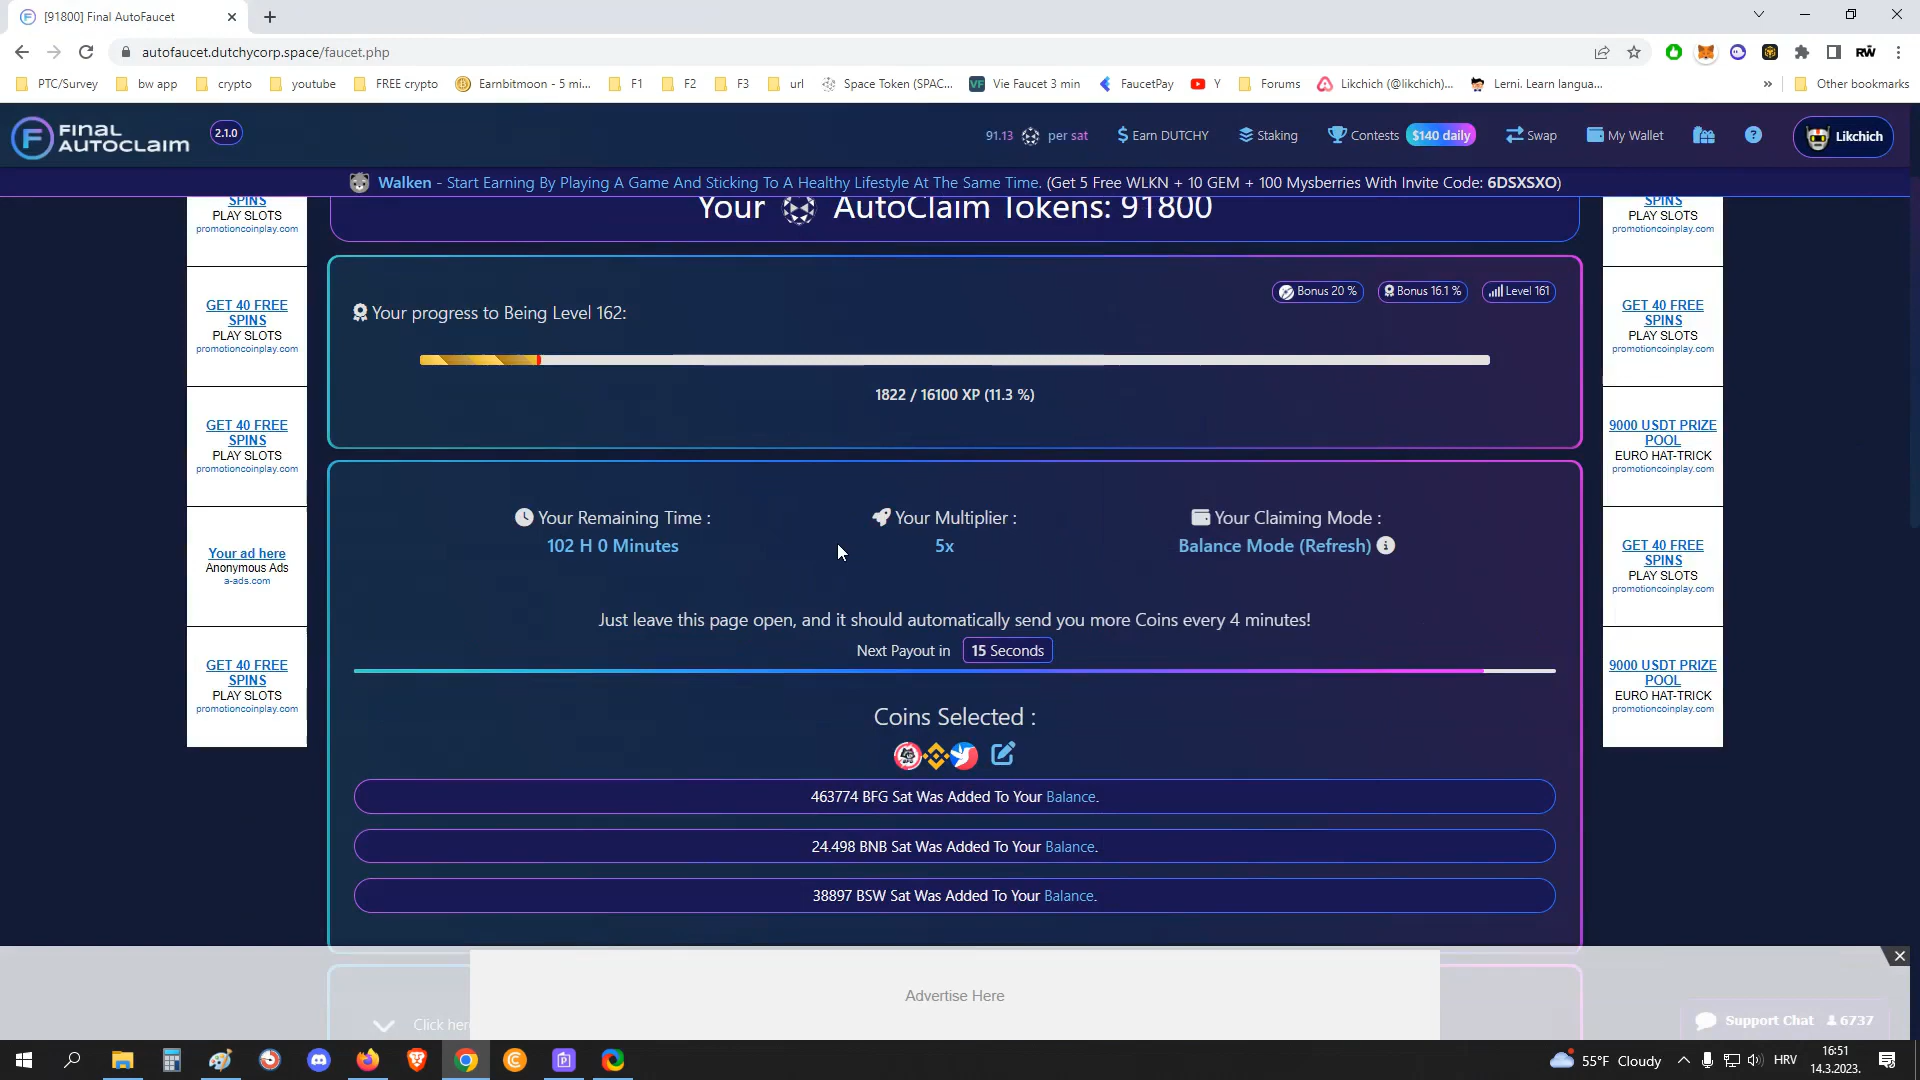 [91800] Final AutoFaucet
autofaucet.dutchycorp.space/faucet.php
PTC/Survey
bw app
crypto
youtube
FREE crypto
Earnbitmoon - 5 mi...
F1
F2
F3
url
Space Token (SPAC...
Vie Faucet 3 min
FaucetPay
Y
Forums
Likchich (@likchich)...
Lerni. Learn langua...
»
Other bookmarks
FINAL
AUTOCLAIM
2.1.0
91.13 per sat
Earn DUTCHY
Staking
Contests $140 daily
Swap
My Wallet
Likchich
Walken - Start Earning By Playing A Game And Sticking To A Healthy Lifestyle At The Same Time. (Get 5 Free WLKN + 10 GEM + 100 Mysberries With Invite Code: 6DSXSXO)
SPINS
PLAY SLOTS
promotioncoinplay.com
GET 40 FREE
SPINS
PLAY SLOTS
promotioncoinplay.com
GET 40 FREE
SPINS
PLAY SLOTS
promotioncoinplay.com
Your ad here
Anonymous Ads
a-ads.com
GET 40 FREE
SPINS
PLAY SLOTS
promotioncoinplay.com
Your AutoClaim Tokens: 91800
Bonus 20 %
Bonus 16.1 %
Level 161
Your progress to Being Level 162:
1822 / 16100 XP (11.3 %)
Your Remaining Time :
102 H 0 Minutes
Your Multiplier :
5x
Your Claiming Mode :
Balance Mode (Refresh)
Just leave this page open, and it should automatically send you more Coins every 4 minutes!
Next Payout in 15 Seconds
Coins Selected :
463774 BFG Sat Was Added To Your Balance.
24.498 BNB Sat Was Added To Your Balance.
38897 BSW Sat Was Added To Your Balance.
SPINS
PLAY SLOTS
promotioncoinplay.com
GET 40 FREE
SPINS
PLAY SLOTS
promotioncoinplay.com
9000 USDT PRIZE
POOL
EURO HAT-TRICK
promotioncoinplay.com
GET 40 FREE
SPINS
PLAY SLOTS
promotioncoinplay.com
9000 USDT PRIZE
POOL
EURO HAT-TRICK
promotioncoinplay.com
Advertise Here
Click her
Support Chat 6737
55°F Cloudy
HRV
16:51
14.3.2023.